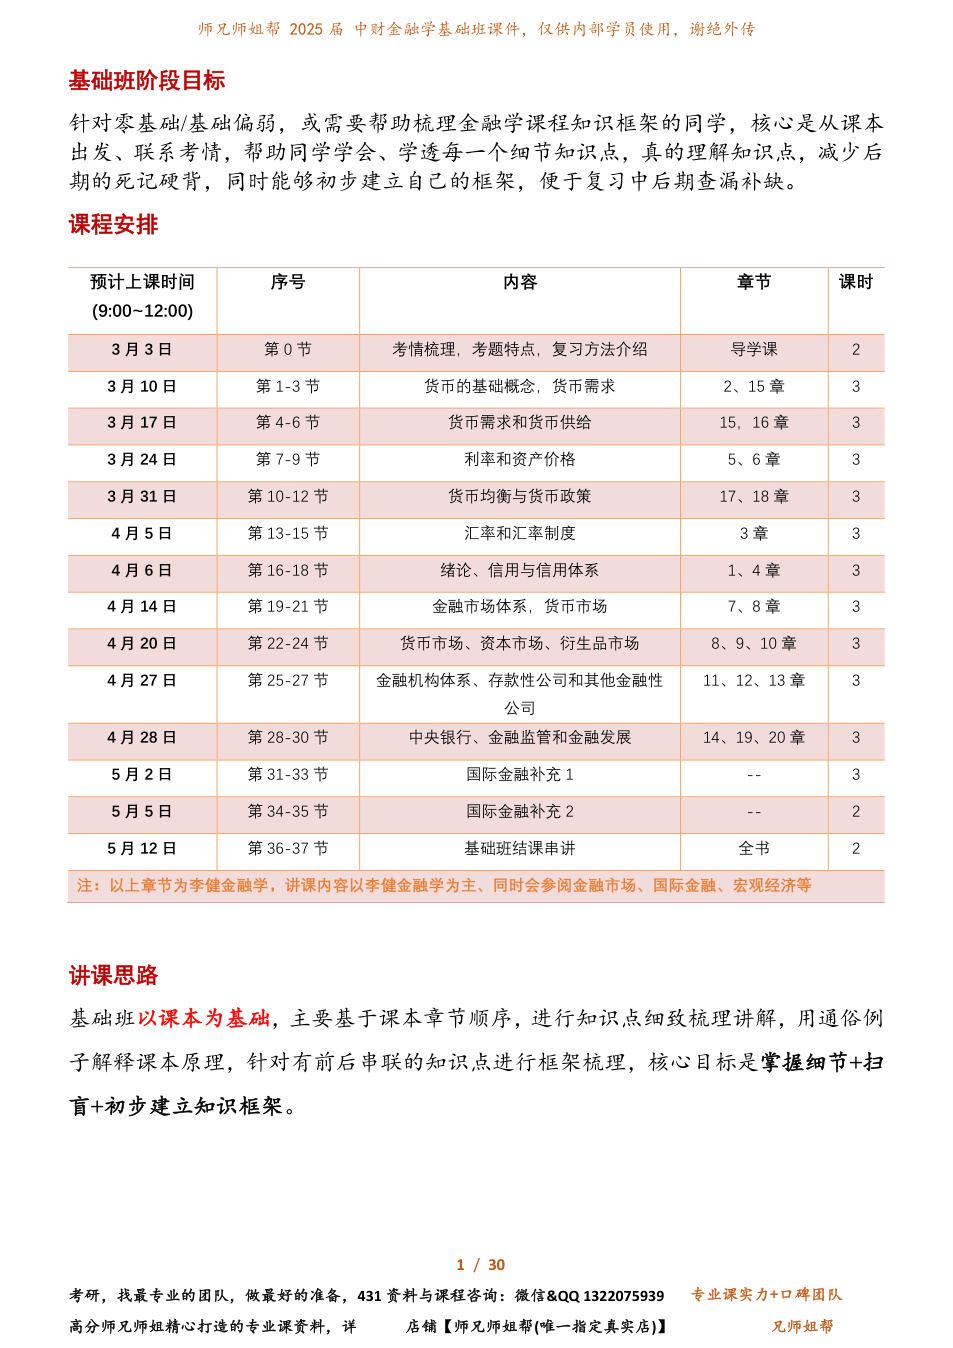 师兄师姐帮 2025 届 中财金融学基础班课件，仅供内部学员使用，谢绝外传
基础班阶段目标
针对零基础/基础偏弱，或需要帮助梳理金融学课程知识框架的同学，核心是从课本
出发、联系考情，帮助同学学会、学透每一个细节知识点，真的理解知识点，减少后
期的死记硬背，同时能够初步建立自己的框架，便于复习中后期查漏补缺。
课程安排
预计上课时间 序号 内容 章节 课时
(9:00~12:00)
3 月 3 日 第 0 节 考情梳理，考题特点，复习方法介绍 导学课 2
3 月 10 日 第 1-3 节 货币的基础概念，货币需求 2、15 章 3
3 月 17 日 第 4-6 节 货币需求和货币供给 15，16 章 3
3 月 24 日 第 7-9 节 利率和资产价格 5、6 章 3
3 月 31 日 第 10-12 节 货币均衡与货币政策 17、18 章 3
4 月 5 日 第 13-15 节 汇率和汇率制度 3 章 3
4 月 6 日 第 16-18 节 绪论、信用与信用体系 1、4 章 3
4 月 14 日 第 19-21 节 金融市场体系，货币市场 7、8 章 3
4 月 20 日 第 22-24 节 货币市场、资本市场、衍生品市场 8、9、10 章 3
4 月 27 日 第 25-27 节 金融机构体系、存款性公司和其他金融性 11、12、13 章 3
公司
4 月 28 日 第 28-30 节 中央银行、金融监管和金融发展 14、19、20 章 3
5 月 2 日 第 31-33 节 国际金融补充 1 -- 3
5 月 5 日 第 34-35 节 国际金融补充 2 -- 2
5 月 12 日 第 36-37 节 基础班结课串讲 全书 2
注：以上章节为李健金融学，讲课内容以李健金融学为主、同时会参阅金融市场、国际金融、宏观经济等
讲课思路
基础班以课本为基础，主要基于课本章节顺序，进行知识点细致梳理讲解，用通俗例
子解释课本原理，针对有前后串联的知识点进行框架梳理，核心目标是掌握细节+扫
盲+初步建立知识框架。
1 / 30
考研，找最专业的团队，做最好的准备，431 资料与课程咨询：微信&QQ 1322075939 专业课实力+口碑团队
高分师兄师姐精心打造的专业课资料，详 店铺【师兄师姐帮(唯一指定真实店)】 兄师姐帮